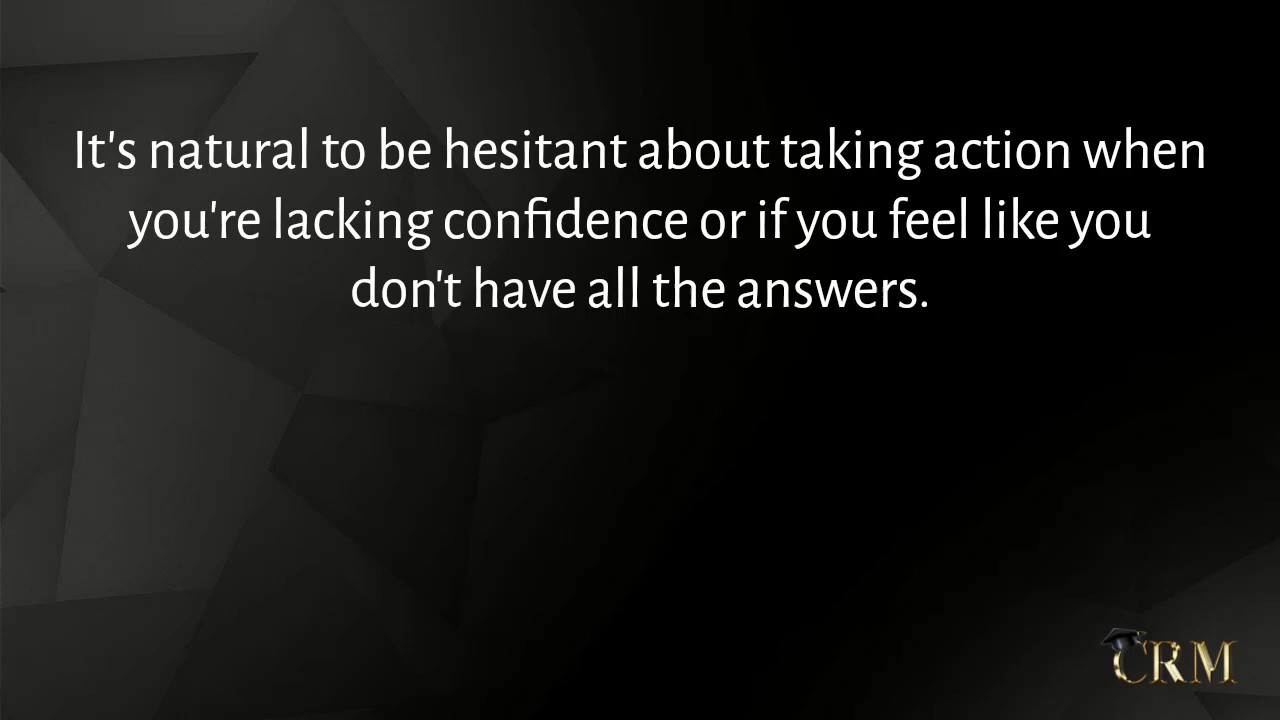 It's natural to be hesitant about taking action when
you're lacking confidence or if you feel like you
don't have all the answers.
CRM